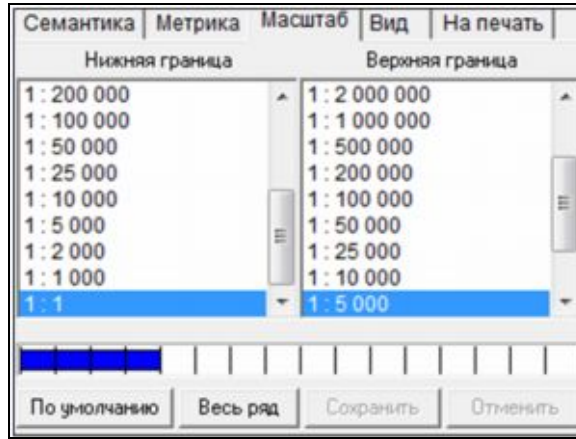 Семантика Метрика Масштаб Вид На печать
Нижняя граница Верхняя граница
1 : 200 000 1 : 2 000 000
1 : 100 000 1 : 1 000 000
1 : 50 000 1 : 500 000
1 : 25 000 1 : 200 000
1 : 10 000 1 : 100 000
1 : 5 000 1 : 50 000
1 : 2 000 1 : 25 000
1 : 1 000 1 : 10 000
1 : 1 1 : 5 000
По умолчанию Весь ряд Сохранить Отменить